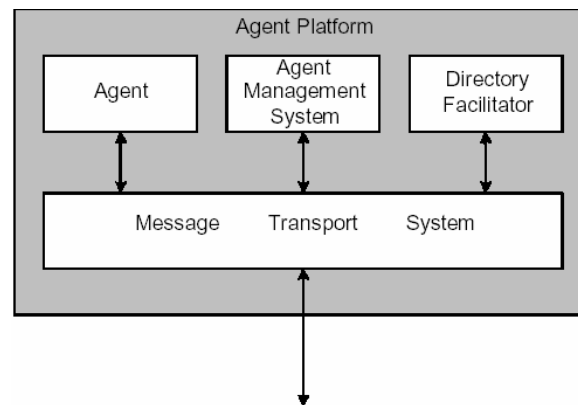 Agent Platform
Agent
Agent
Management
System
Directory
Facilitator
Message Transport System